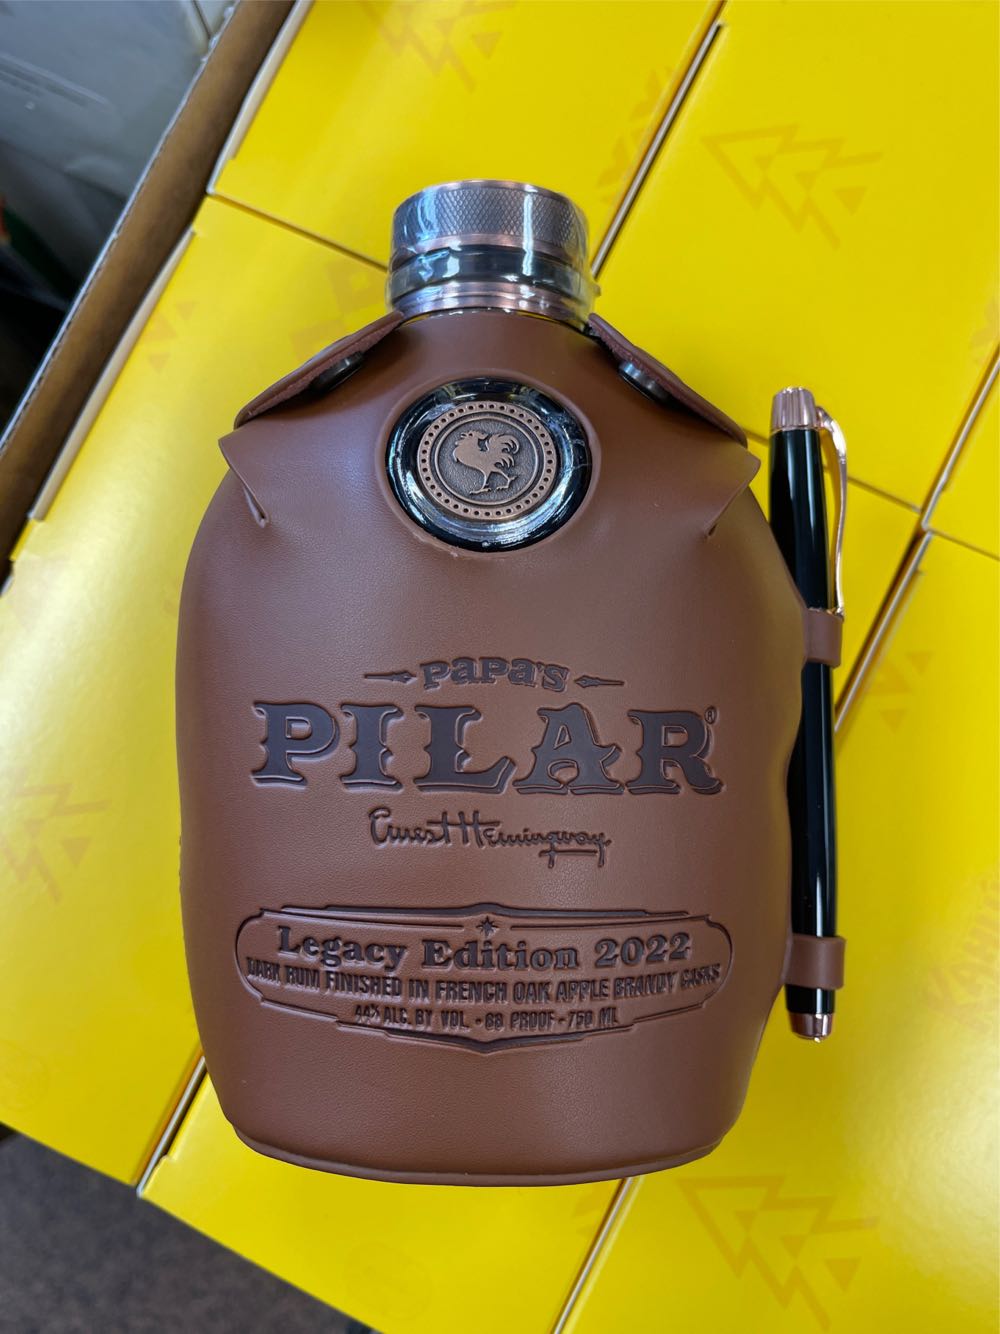 PAPA'S
PILAR®
Ernest Hemingway
Legacy Edition 2022
DARK RUM FINISHED IN FRENCH OAK APPLE BRANDY CASKS
44% ALC. BY VOL. · 88 PROOF · 750 ML